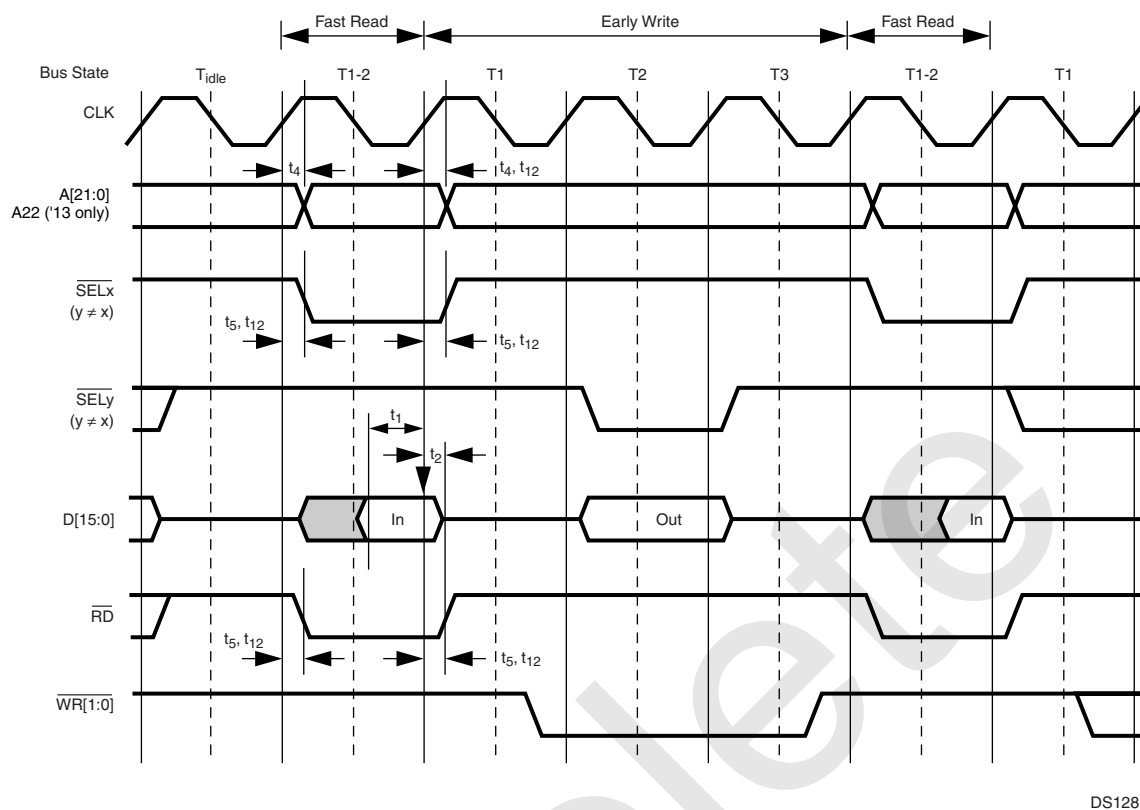 Fast Read Early Write Fast Read
Bus State Tidle T1-2 T1 T2 T3 T1-2 T1
CLK
t4 t4, t12
A[21:0]
A22 ('13 only)
SELx
(y ≠ x)
t5, t12 t5, t12
SELy
(y ≠ x)
t1
t2
D[15:0] In Out In
RD
t5, t12 t5, t12
WR[1:0]
DS128
olete